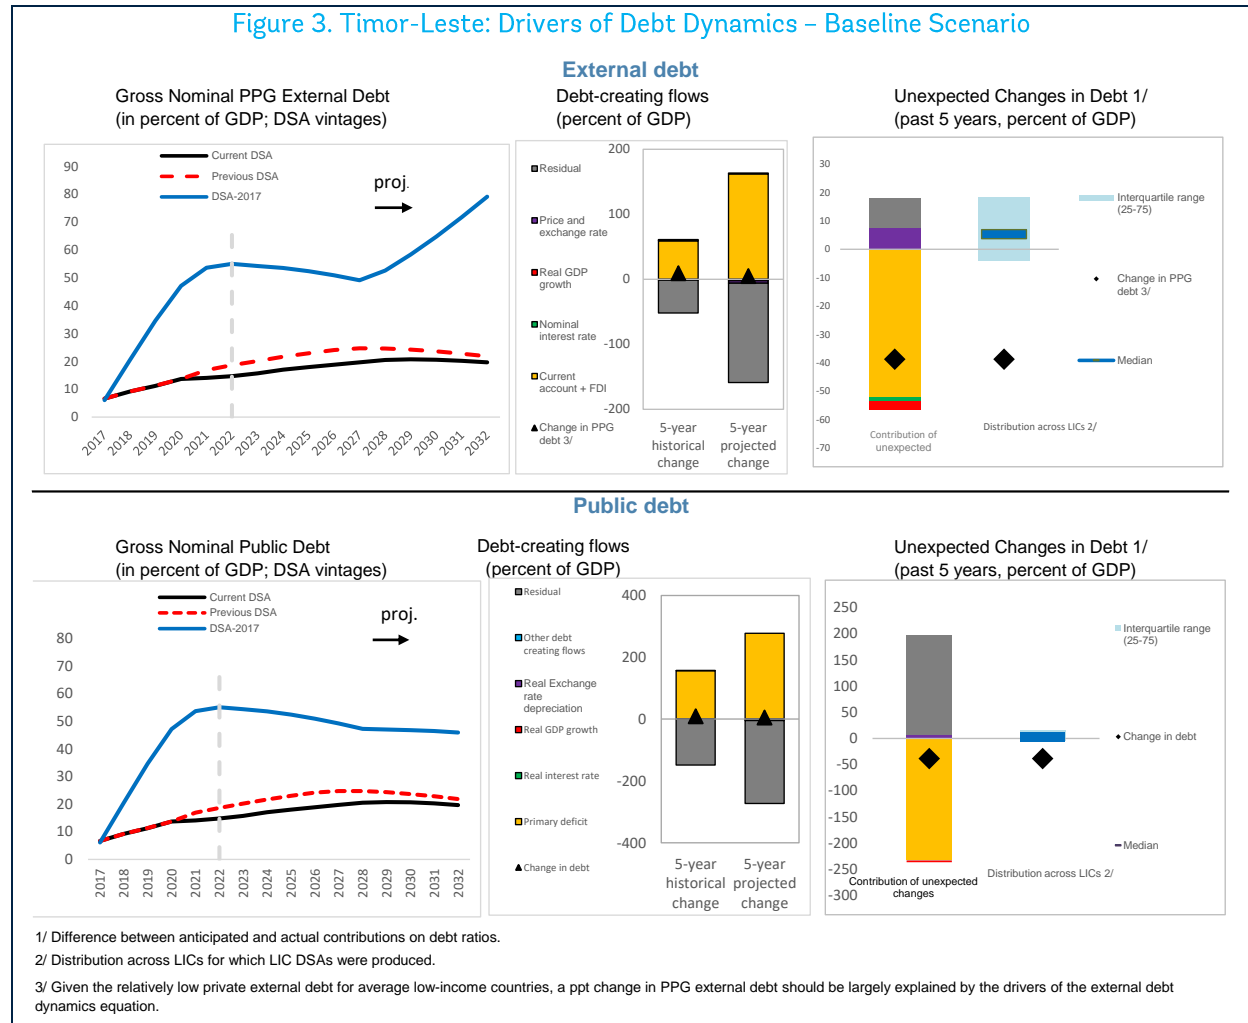 Figure 3. Timor-Leste: Drivers of Debt Dynamics – Baseline Scenario
External debt
Gross Nominal PPG External Debt
(in percent of GDP; DSA vintages)
Current DSA
Previous DSA
DSA-2017
proj.
90
80
70
60
50
40
30
20
10
0
2017
2018
2019
2020
2021
2022
2023
2024
2025
2026
2027
2028
2029
2030
2031
2032
Debt-creating flows
(percent of GDP)
Residual
Price and
exchange rate
Real GDP
growth
Nominal
interest rate
Current
account + FDI
Change in PPG
debt 3/
200
100
0
-100
-200
5-year
historical
change
5-year
projected
change
Unexpected Changes in Debt 1/
(past 5 years, percent of GDP)
30
20
10
0
-10
-20
-30
-40
-50
-60
-70
Contribution of
unexpected
Distribution across LICs 2/
Interquartile range
(25-75)
Change in PPG
debt 3/
Median
Public debt
Gross Nominal Public Debt
(in percent of GDP; DSA vintages)
Current DSA
Previous DSA
DSA-2017
proj.
80
70
60
50
40
30
20
10
0
2017
2018
2019
2020
2021
2022
2023
2024
2025
2026
2027
2028
2029
2030
2031
2032
Debt-creating flows
(percent of GDP)
Residual
Other debt
creating flows
Real Exchange
rate
depreciation
Real GDP growth
Real interest rate
Primary deficit
Change in debt
400
200
0
-200
-400
5-year
historical
change
5-year
projected
change
Unexpected Changes in Debt 1/
(past 5 years, percent of GDP)
250
200
150
100
50
0
-50
-100
-150
-200
-250
-300
Contribution of unexpected
changes
Distribution across LICs 2/
Interquartile range
(25-75)
Change in debt
Median
1/ Difference between anticipated and actual contributions on debt ratios.
2/ Distribution across LICs for which LIC DSAs were produced.
3/ Given the relatively low private external debt for average low-income countries, a ppt change in PPG external debt should be largely explained by the drivers of the external debt
dynamics equation.